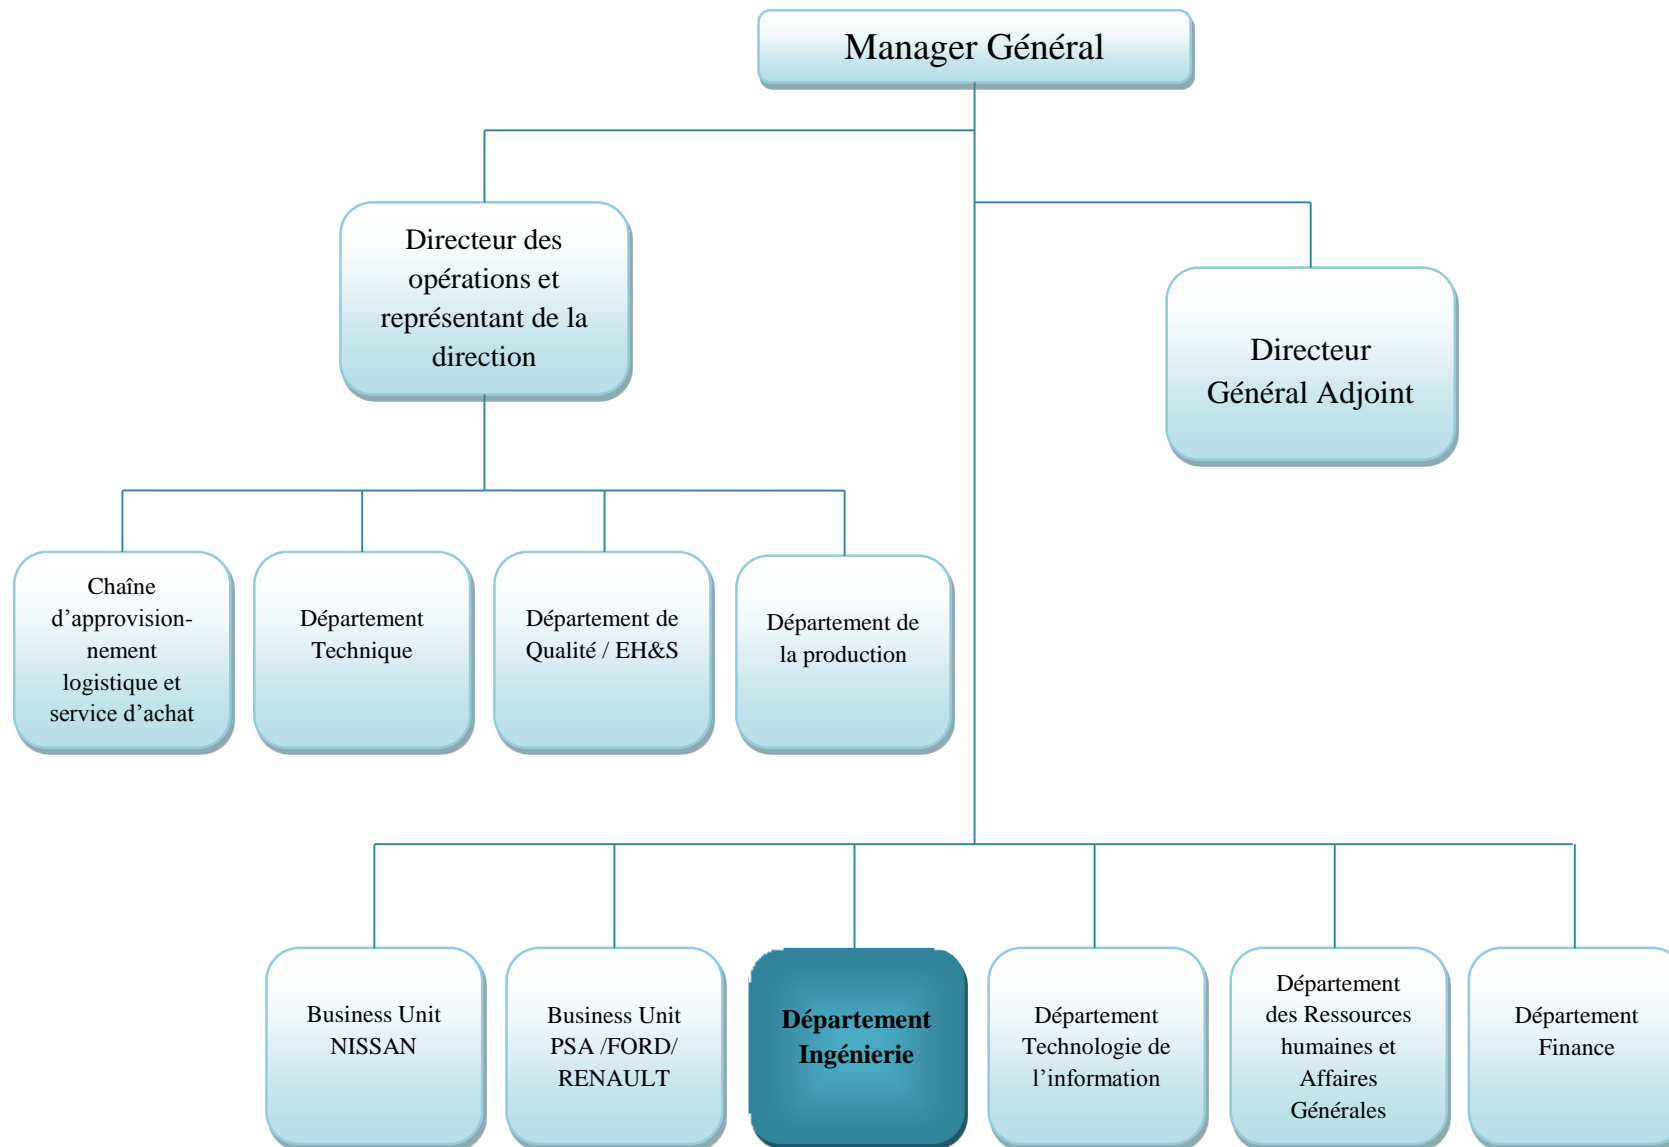 Manager Général
Directeur des
opérations et
représentant de la
direction
Directeur
Général Adjoint
Chaîne
d’approvision-
nement
logistique et
service d’achat
Département
Technique
Département de
Qualité / EH&S
Département de
la production
Business Unit
NISSAN
Business Unit
PSA /FORD/
RENAULT
Département
Ingénierie
Département
Technologie de
l’information
Département
des Ressources
humaines et
Affaires
Générales
Département
Finance